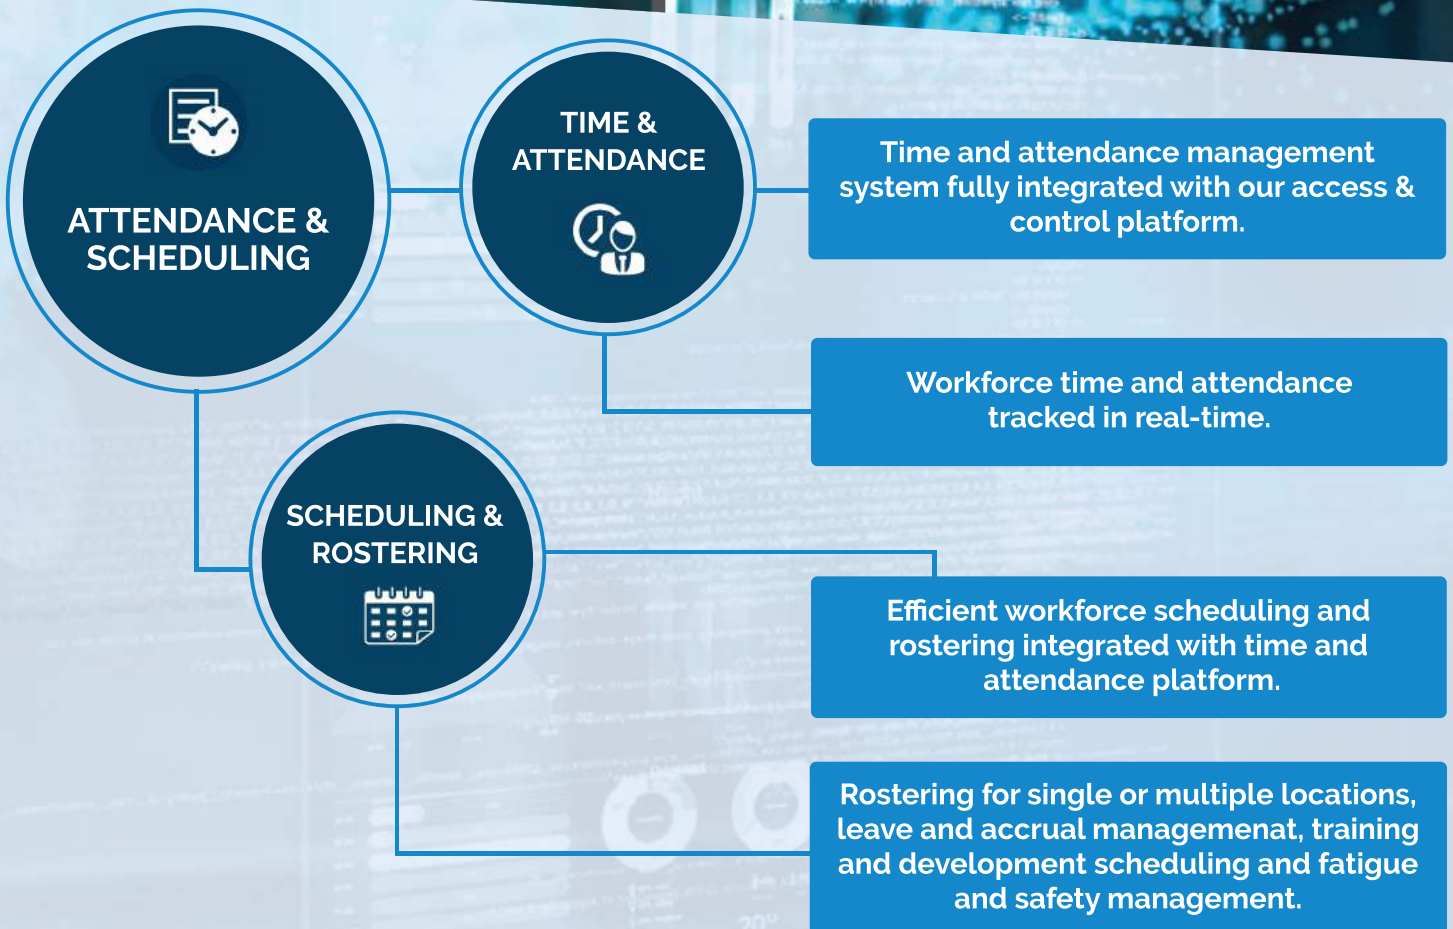 ATTENDANCE &
SCHEDULING
TIME &
ATTENDANCE
Time and attendance management
system fully integrated with our access &
control platform.
Workforce time and attendance
tracked in real-time.
SCHEDULING &
ROSTERING
Efficient workforce scheduling and
rostering integrated with time and
attendance platform.
Rostering for single or multiple locations,
leave and accrual managemenat, training
and development scheduling and fatigue
and safety management.